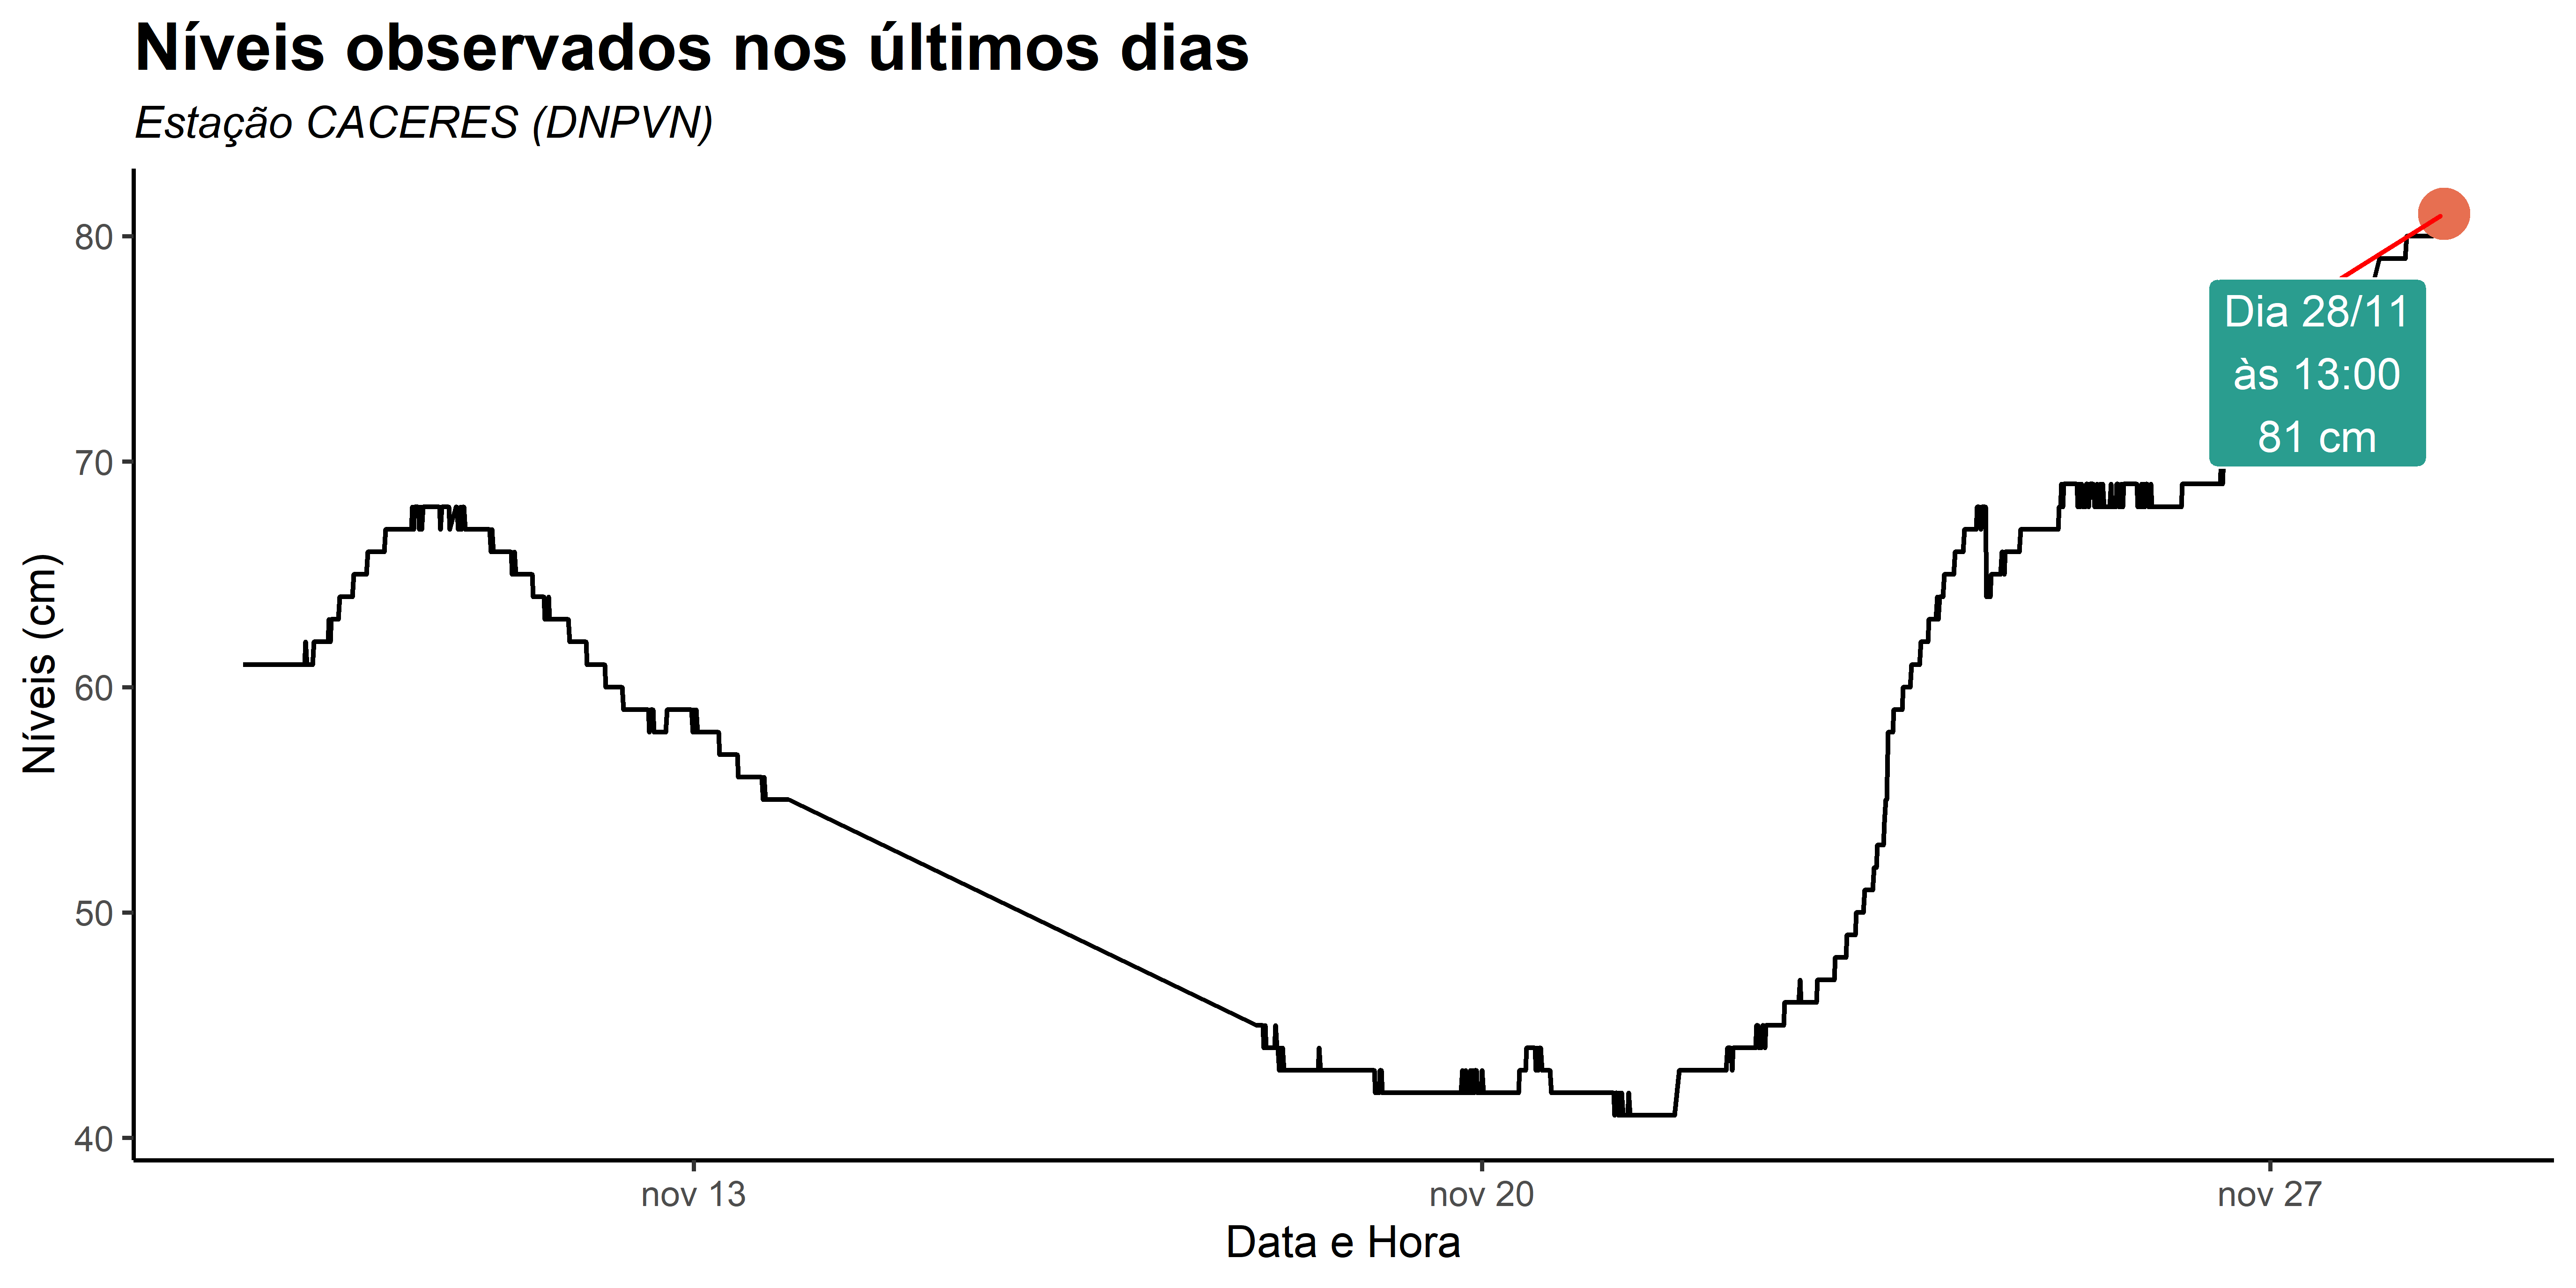 Níveis observados nos últimos dias
Estação CACERES (DNPVN)
80
70
60
50
40
Níveis (cm)
Dia 28/11
às 13:00
81 cm
nov 13
nov 20
nov 27
Data e Hora